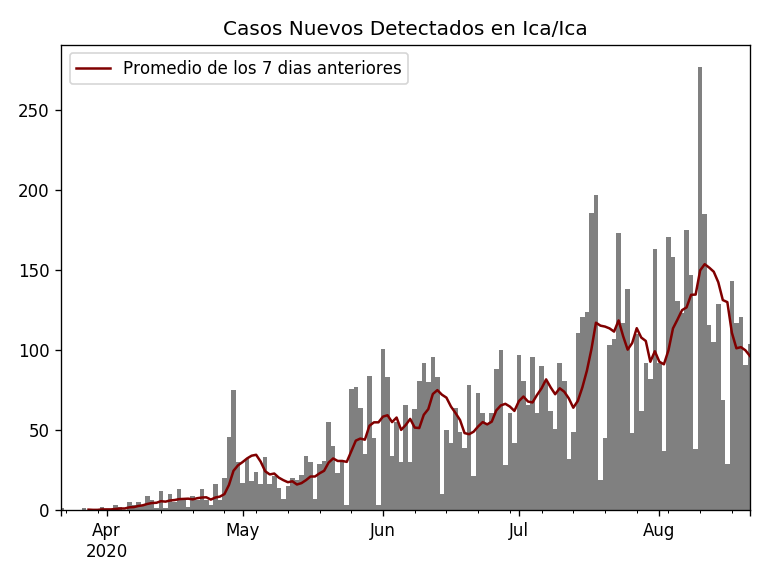 Casos Nuevos Detectados en Ica/Ica
Promedio de los 7 dias anteriores
250
200
150
100
50
0
Apr May Jun Jul Aug
2020